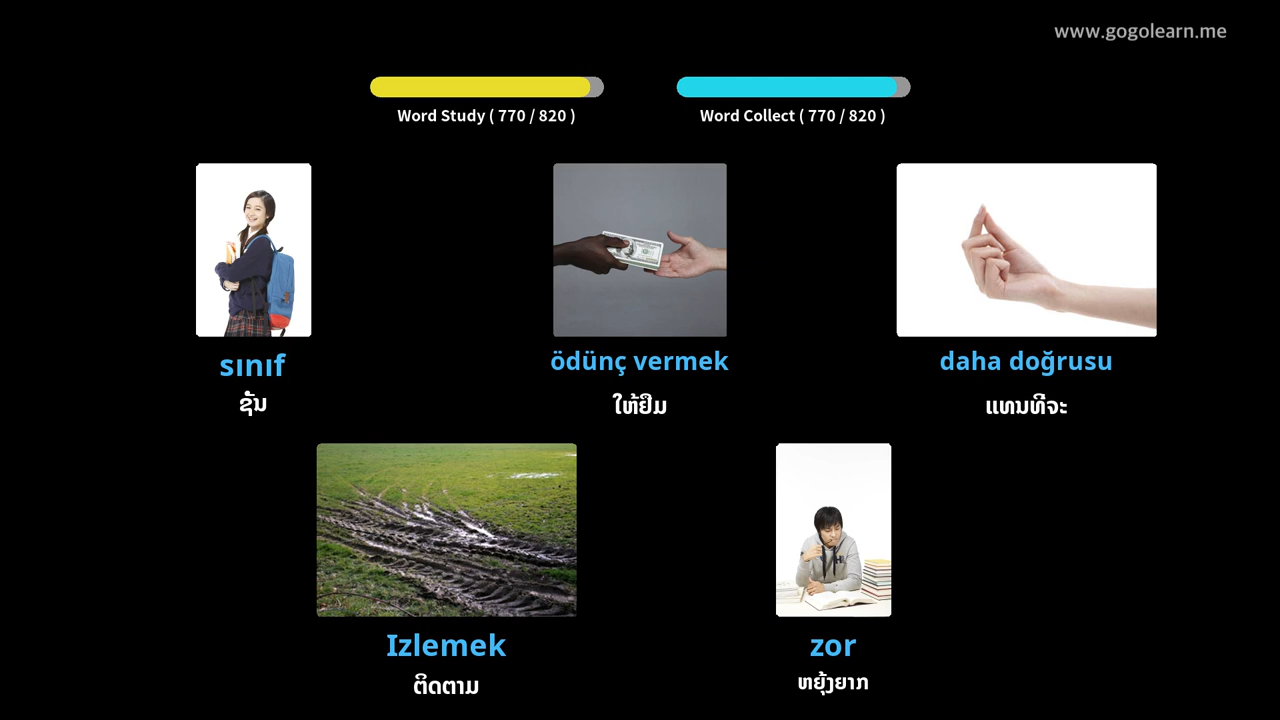 www.gogolearn.me
Word Study ( 770 / 820 )
Word Collect ( 770 / 820 )
sınıf
ຊັ້ນ
ödünç vermek
ໃຫ້ຢືມ
daha doğrusu
ແທນທີ່ຈະ
Izlemek
ຕິດຕາມ
zor
ຫຍຸ້ງຍາກ